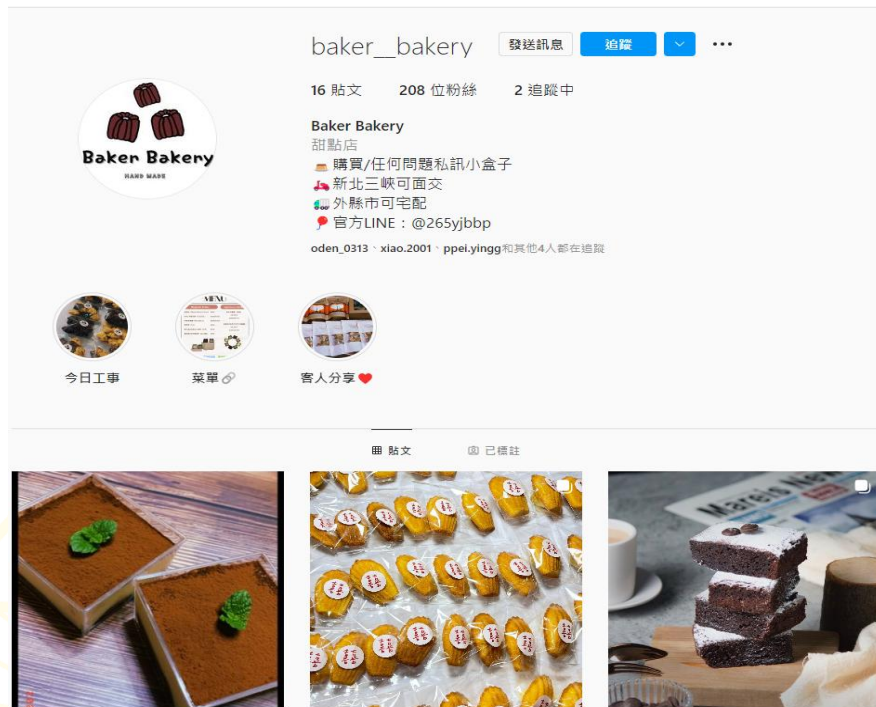 baker__bakery 發送訊息 追蹤
16 貼文 208 位粉絲 2 追蹤中
Baker Bakery
甜點店
🍮 購買/任何問題私訊小盒子
🛵 新北三峽可面交
🚛 外縣市可宅配
🎈 官方LINE：@265yjbbp
oden_0313、xiao.2001、ppei.yingg和其他4人都在追蹤
Baker Bakery
HAND MADE
MENU
今日工事 菜單🔗 客人分享❤️
貼文 已標註